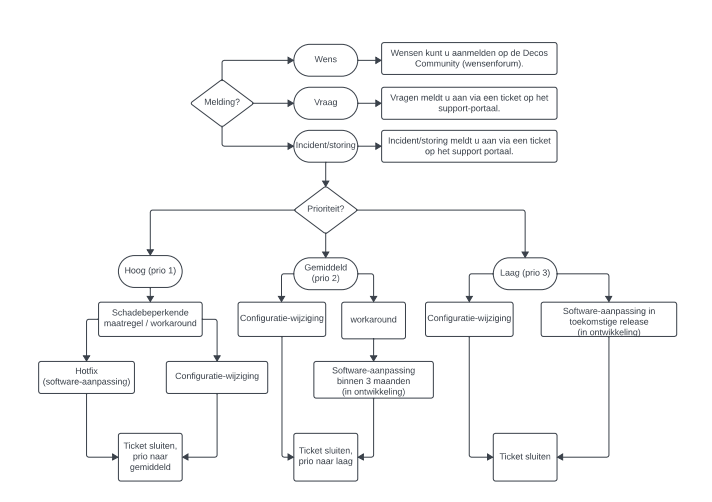 Wens
Wensen kunt u aanmelden op de Decos
Community (wensenforum).
Melding?
Vraag
Vragen meldt u aan via een ticket op het
support-portaal.
Incident/storing
Incident/storing meldt u aan via een ticket
op het support portaal.
Prioriteit?
Hoog (prio 1)
Gemiddeld
(prio 2)
Laag (prio 3)
Schadebeperkende
maatregel / workaround
Configuratie-wijziging
workaround
Configuratie-wijziging
Software-aanpassing in
toekomstige release
(in ontwikkeling)
Hotfix
(software-aanpassing)
Configuratie-wijziging
Software-aanpassing
binnen 3 maanden
(in ontwikkeling)
Ticket sluiten,
prio naar
gemiddeld
Ticket sluiten,
prio naar laag
Ticket sluiten